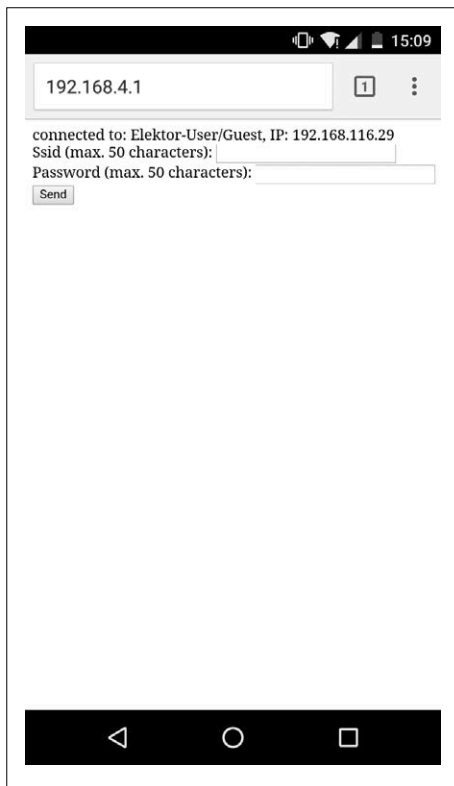 15:09
192.168.4.1
1
connected to: Elektor-User/Guest, IP: 192.168.116.29
Ssid (max. 50 characters):
Password (max. 50 characters):
Send